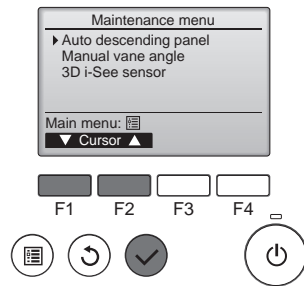 Maintenance menu
Auto descending panel
Manual vane angle
3D i-See sensor
Main menu:
▼ Cursor ▲
F1 F2 F3 F4